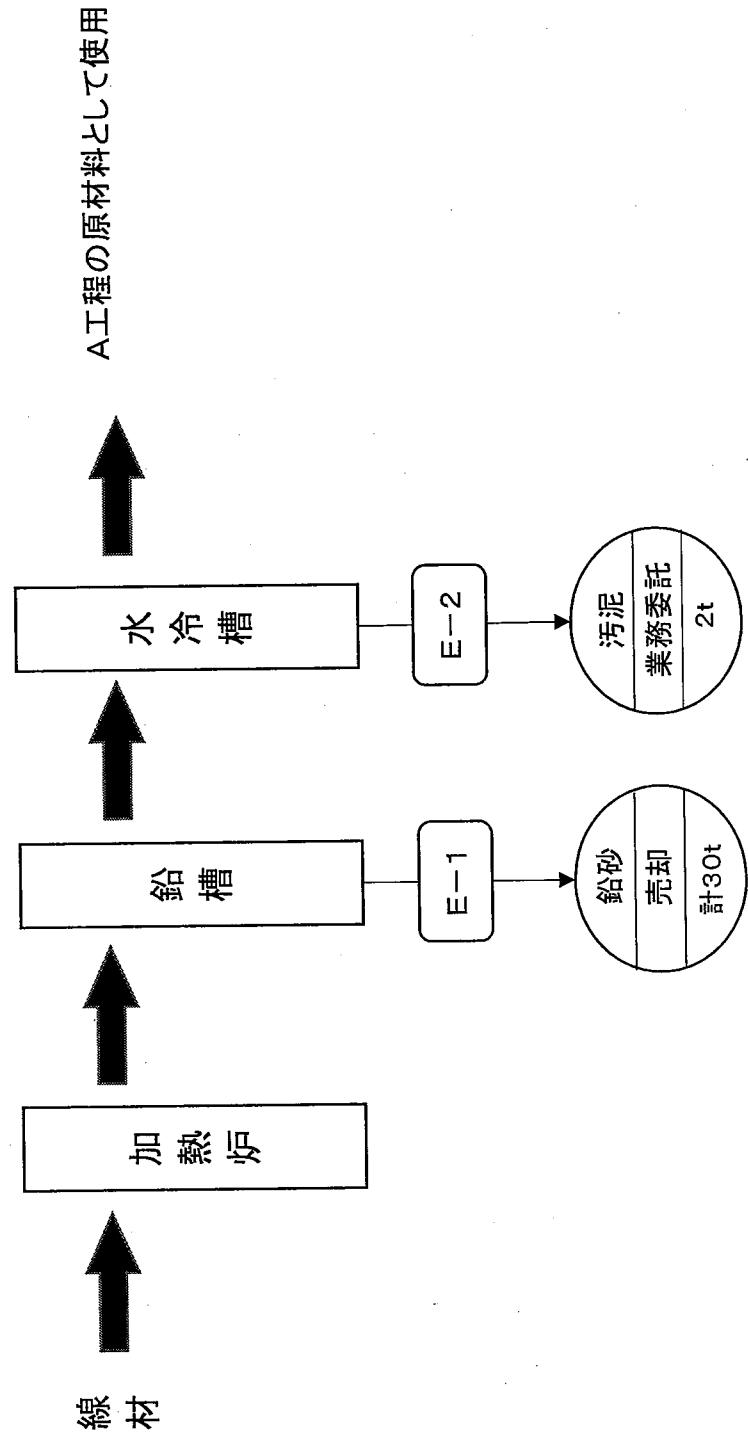 線材
加熱炉
鉛槽
水冷槽
A工程の原材料として使用
E-1
E-2
鉛砂
売却
計30t
汚泥
業務委託
2t